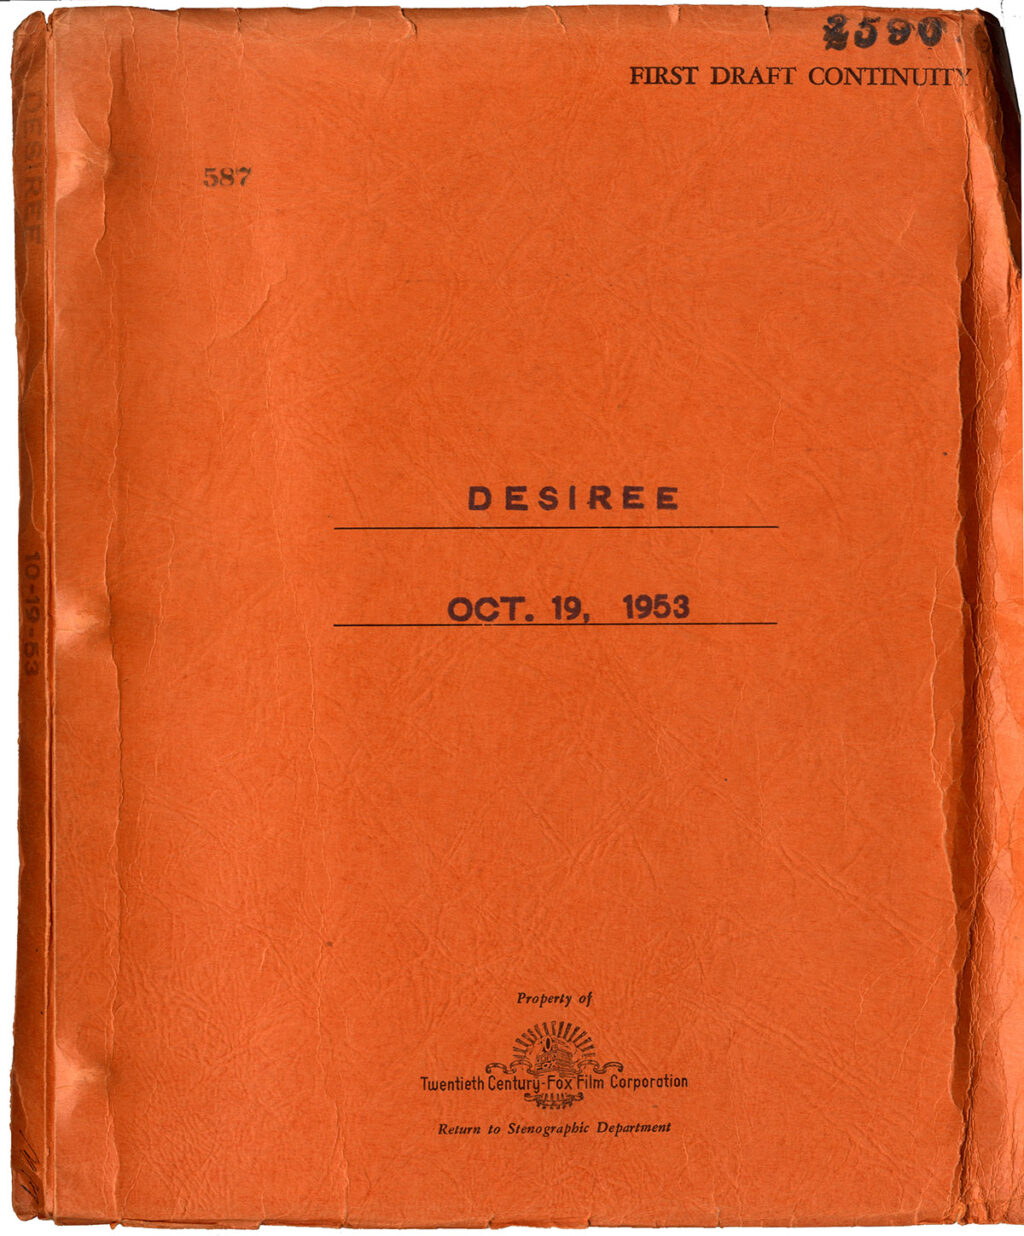 2590
FIRST DRAFT CONTINUITY
587
DESIREE
OCT. 19, 1953
Property of
Twentieth Century-Fox Film Corporation
Return to Stenographic Department
DESIREE
10-19-53